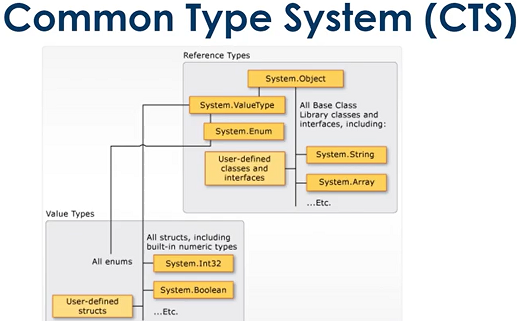 Common Type System (CTS)
Reference Types
System.Object
System.ValueType
All Base Class
Library classes and
interfaces, including:
System.Enum
User-defined
classes and
interfaces
System.String
System.Array
...Etc.
Value Types
All structs, including
built-in numeric types
All enums
System.Int32
System.Boolean
User-defined
structs
...Etc.